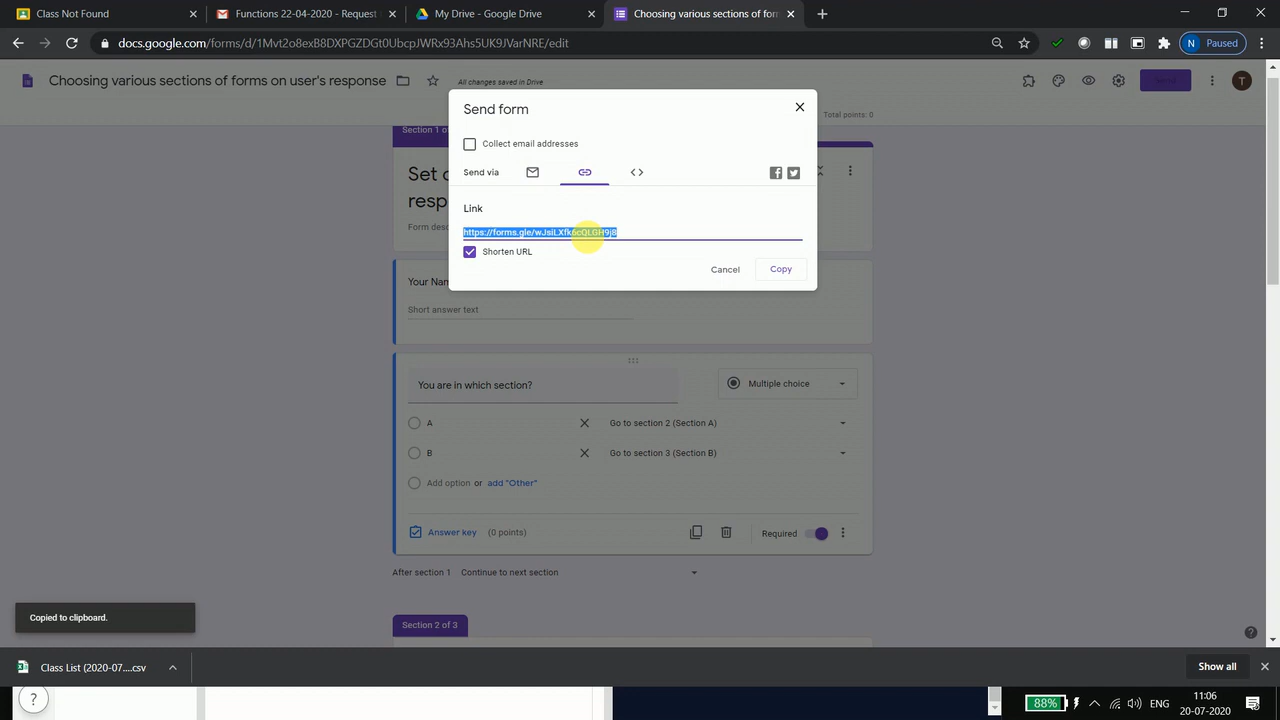 Class Not Found
Functions 22-04-2020 - Request
My Drive - Google Drive
Choosing various sections of form
docs.google.com/forms/d/1Mvt2o8exB8DXPGZDGt0UbcpJWRx93Ahs5UK9JVarNRE/edit
N Paused
Choosing various sections of forms on user's response
All changes saved in Drive
Send
T
Total points: 0
Section 1 of
Send form
Collect email addresses
Send via
Link
https://forms.gle/wJsiLXfk6cQLGH9j8
Shorten URL
Cancel
Copy
Set
resp
Form des
Your Nam
Short answer text
You are in which section?
Multiple choice
A
Go to section 2 (Section A)
B
Go to section 3 (Section B)
Add option or add "Other"
Answer key (0 points)
Required
After section 1 Continue to next section
Section 2 of 3
Copied to clipboard.
Class List (2020-07....csv
Show all
?
88%
ENG
11:06
20-07-2020